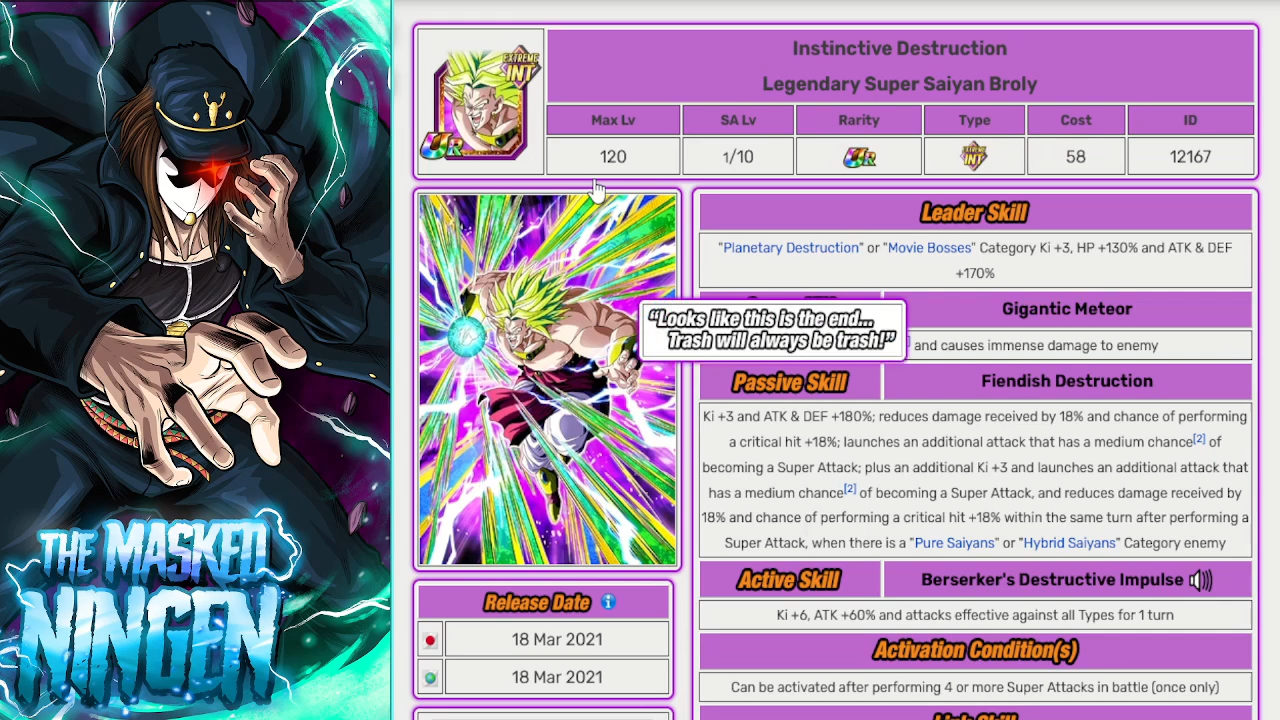 THE MASKED
NINGEN
EXTREME
INT
UR
Instinctive Destruction
Legendary Super Saiyan Broly
Max Lv
SA Lv
Rarity
Type
Cost
ID
120
1/10
UR
EXTREME
INT
58
12167
Leader Skill
"Planetary Destruction" or "Movie Bosses" Category Ki +3, HP +130% and ATK & DEF
+170%
Gigantic Meteor
"Looks like this is the end...
Trash will always be trash!"
and causes immense damage to enemy
Passive Skill
Fiendish Destruction
Ki +3 and ATK & DEF +180%; reduces damage received by 18% and chance of performing
a critical hit +18%; launches an additional attack that has a medium chance[2] of
becoming a Super Attack; plus an additional Ki +3 and launches an additional attack that
has a medium chance[2] of becoming a Super Attack, and reduces damage received by
18% and chance of performing a critical hit +18% within the same turn after performing a
Super Attack, when there is a "Pure Saiyans" or "Hybrid Saiyans" Category enemy
Active Skill
Berserker's Destructive Impulse
Ki +6, ATK +60% and attacks effective against all Types for 1 turn
Activation Condition(s)
Can be activated after performing 4 or more Super Attacks in battle (once only)
Link Skill
Release Date
18 Mar 2021
18 Mar 2021